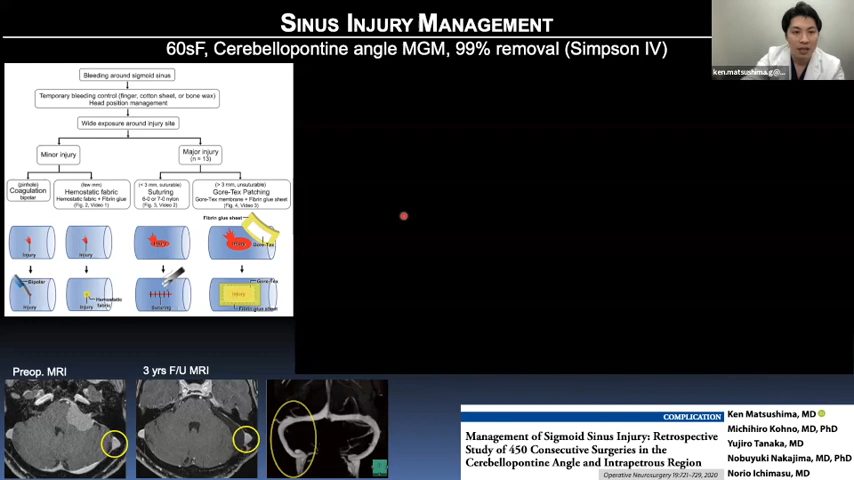 SINUS INJURY MANAGEMENT
60sF, Cerebellopontine angle MGM, 99% removal (Simpson IV)
ken.matsushima.g@...
Bleeding around sigmoid sinus
Temporary bleeding control (finger, cotton sheet, or bone wax)
Head position management
Wide exposure around injury site
Minor injury
Major injury
(n = 13)
(pinhole)
Coagulation
bipolar
(few mm)
Hemostatic fabric
Hemostatic fabric + Fibrin glue
(Fig. 2, Video 1)
(< 3 mm, suturable)
Suturing
6-0 or 7-0 nylon
(Fig. 3, Video 2)
(> 3 mm, unsuturable)
Gore-Tex Patching
Gore-Tex membrane + Fibrin glue sheet
(Fig. 4, Video 3)
Fibrin glue sheet
Injury
Injury
Injury
Injury
Gore-Tex
Bipolar
Injury
Hemostatic
fabric
Injury
Suturing
Gore-Tex
Injury
Fibrin glue sheet
Preop. MRI
3 yrs F/U MRI
COMPLICATION
Management of Sigmoid Sinus Injury: Retrospective
Study of 450 Consecutive Surgeries in the
Cerebellopontine Angle and Intrapetrous Region
Operative Neurosurgery 19:721–729, 2020
Ken Matsushima, MD
Michihiro Kohno, MD, PhD
Yujiro Tanaka, MD
Nobuyuki Nakajima, MD, PhD
Norio Ichimasu, MD